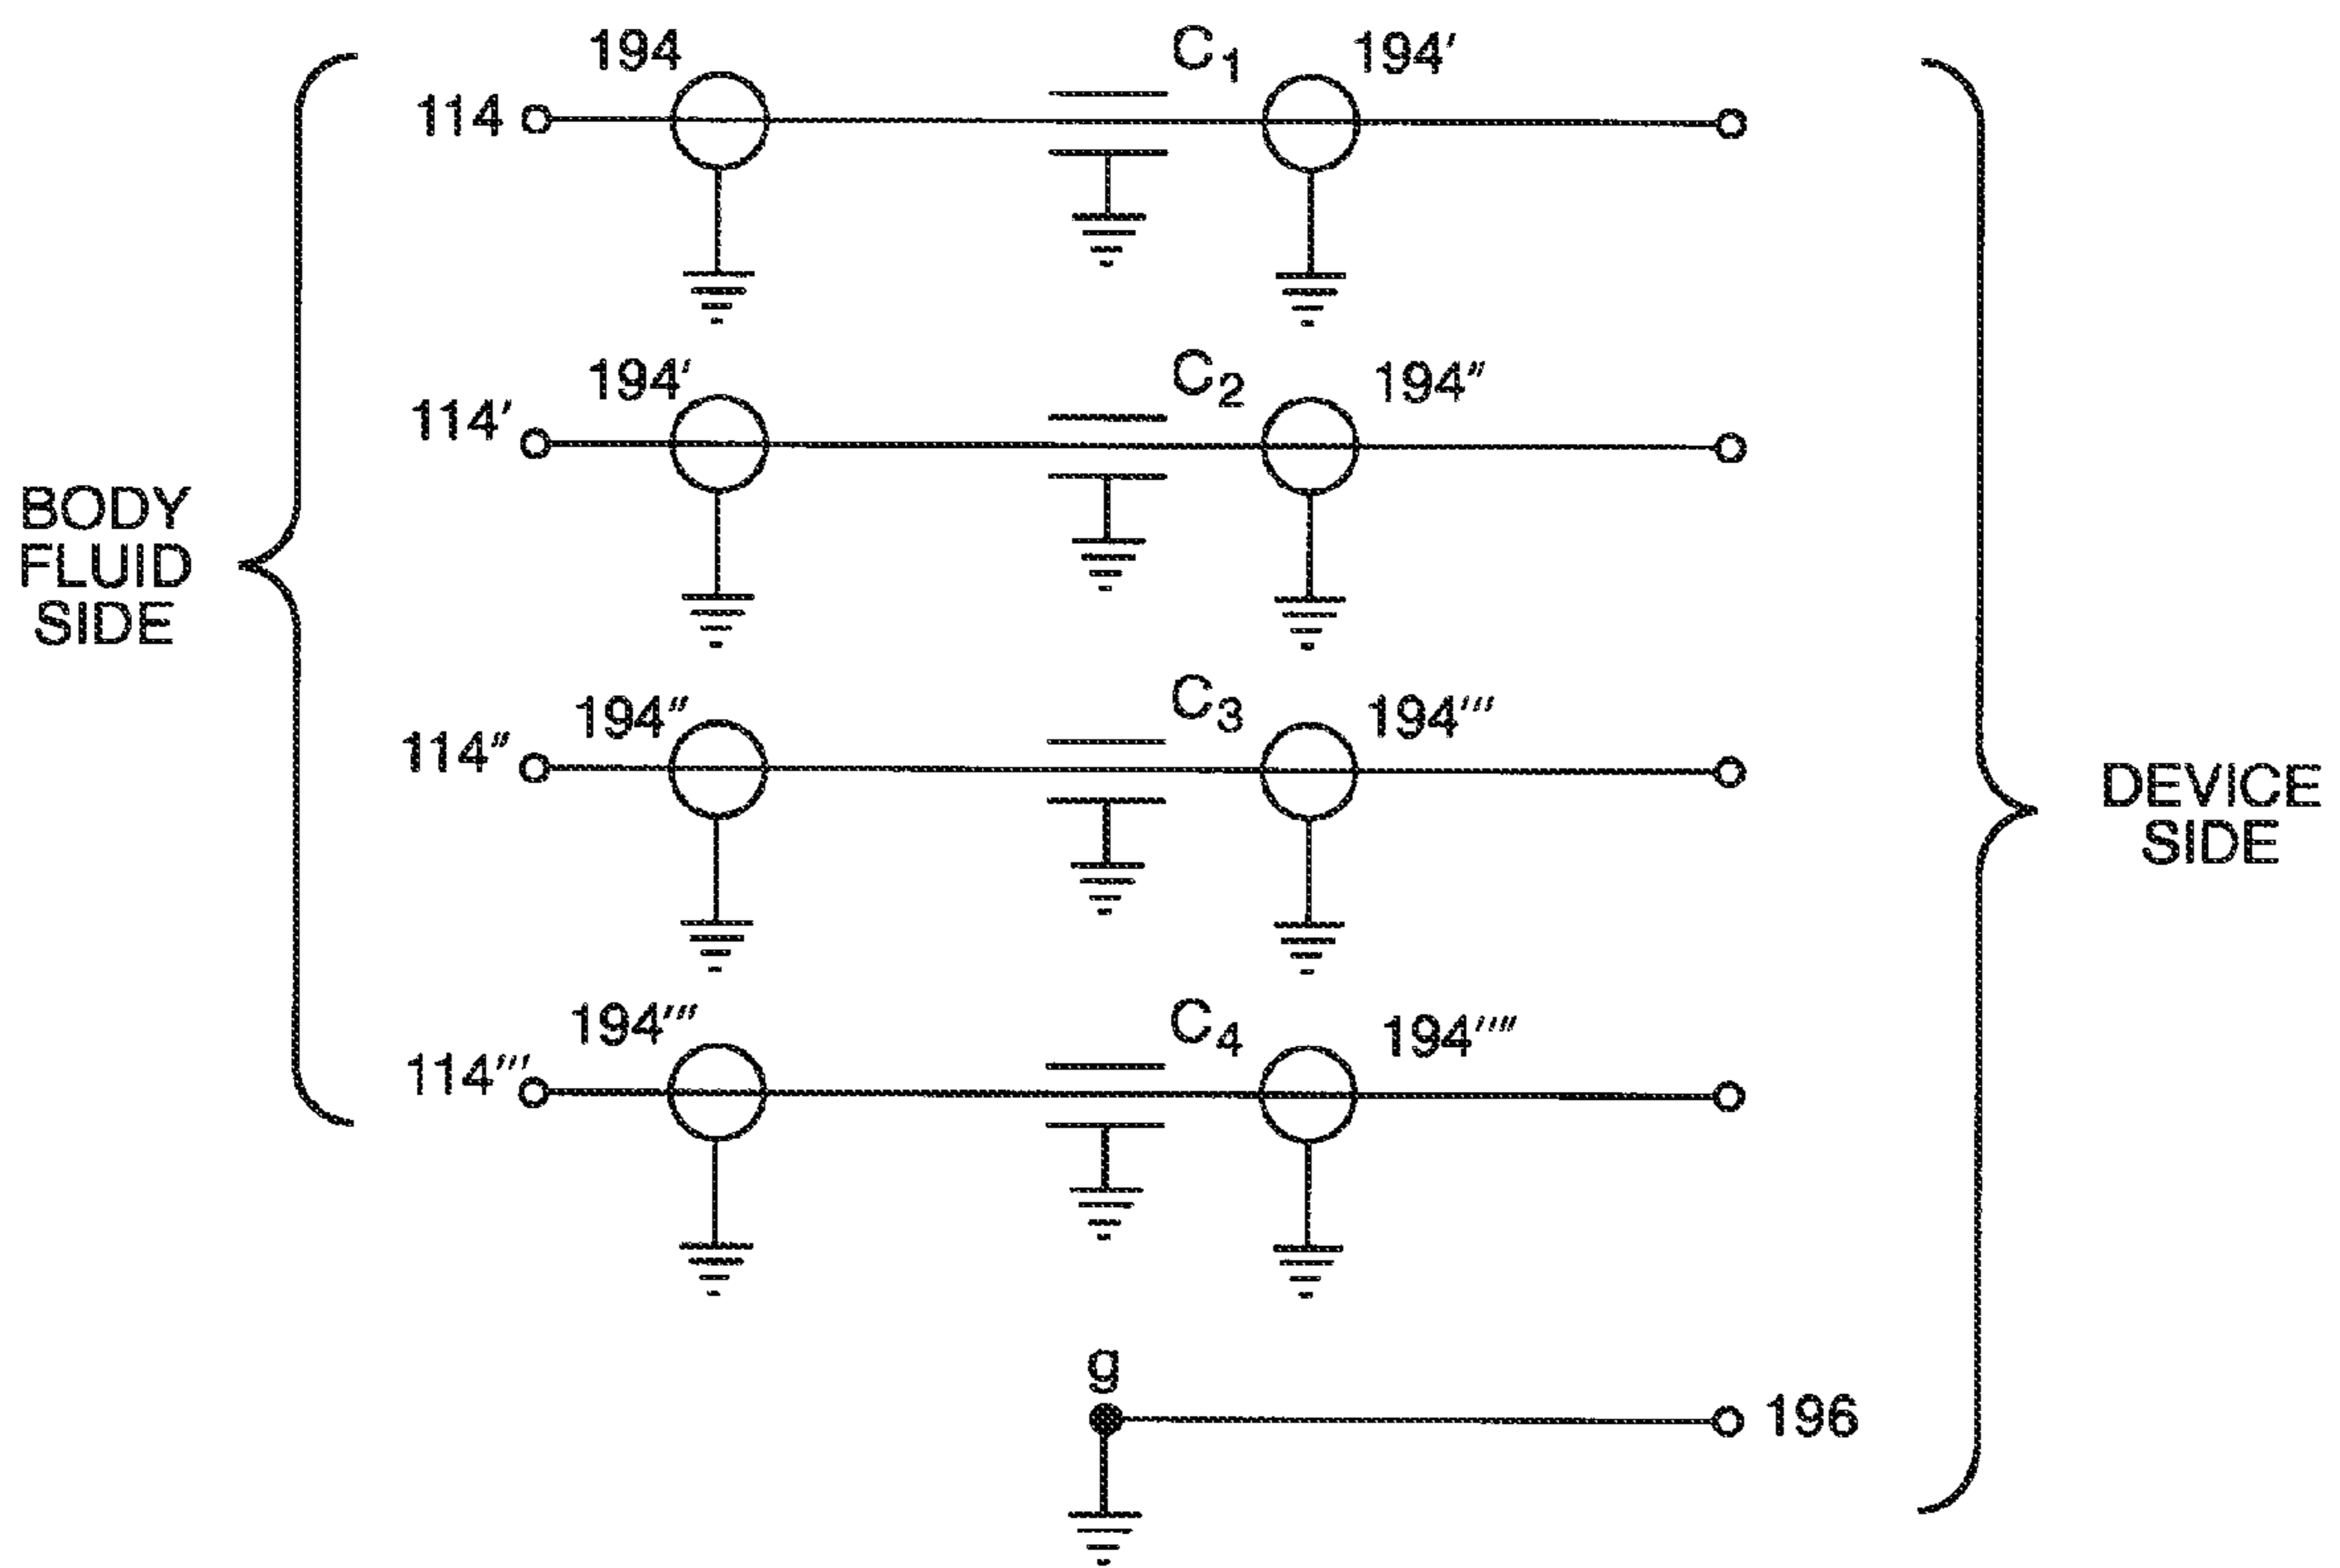 194 C1 194′
114
194′ C2 194″
114′
BODY
FLUID
SIDE
194″ C3 194‴
114″
DEVICE
SIDE
194‴ C4 194⁗
114‴
g
196